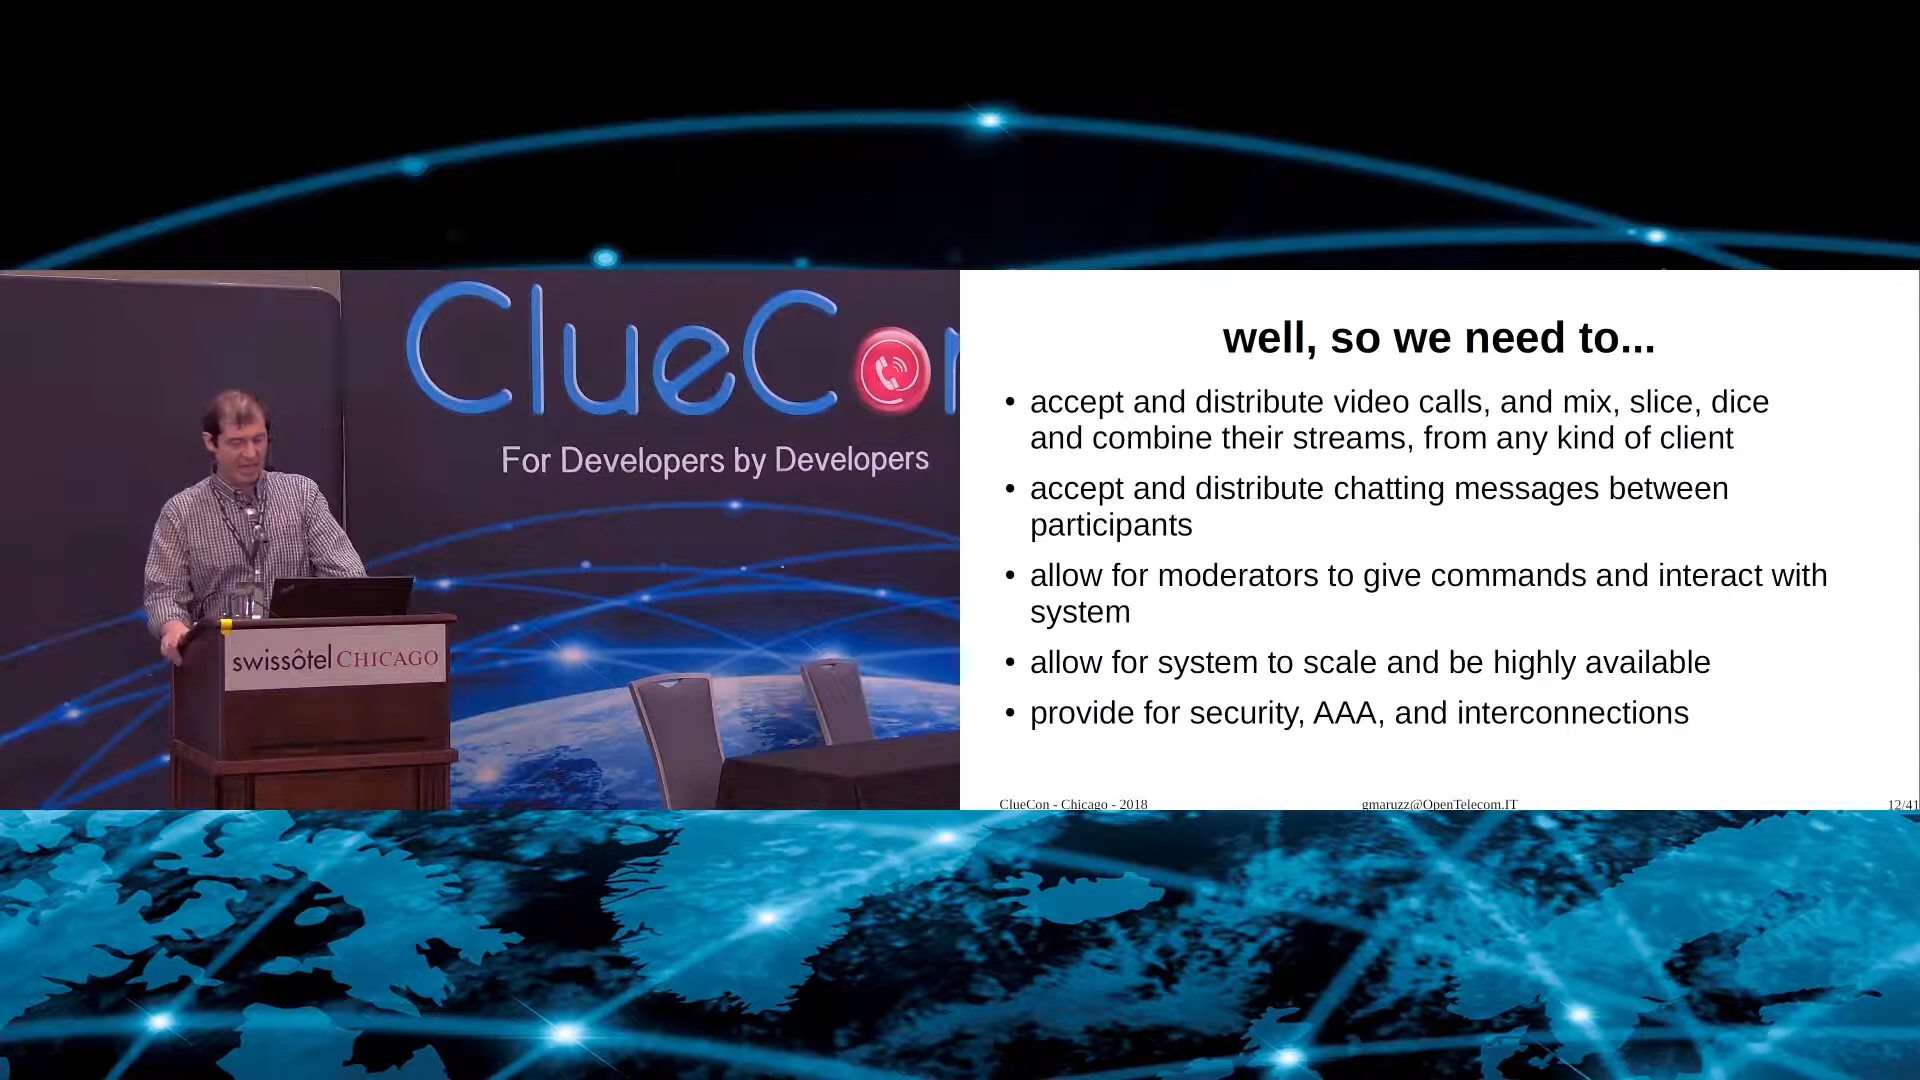 ClueCon
For Developers by Developers
swissôtel CHICAGO
well, so we need to...
• accept and distribute video calls, and mix, slice, dice
and combine their streams, from any kind of client
• accept and distribute chatting messages between
participants
• allow for moderators to give commands and interact with
system
• allow for system to scale and be highly available
• provide for security, AAA, and interconnections
ClueCon - Chicago - 2018
gmaruzz@OpenTelecom.IT
12/41